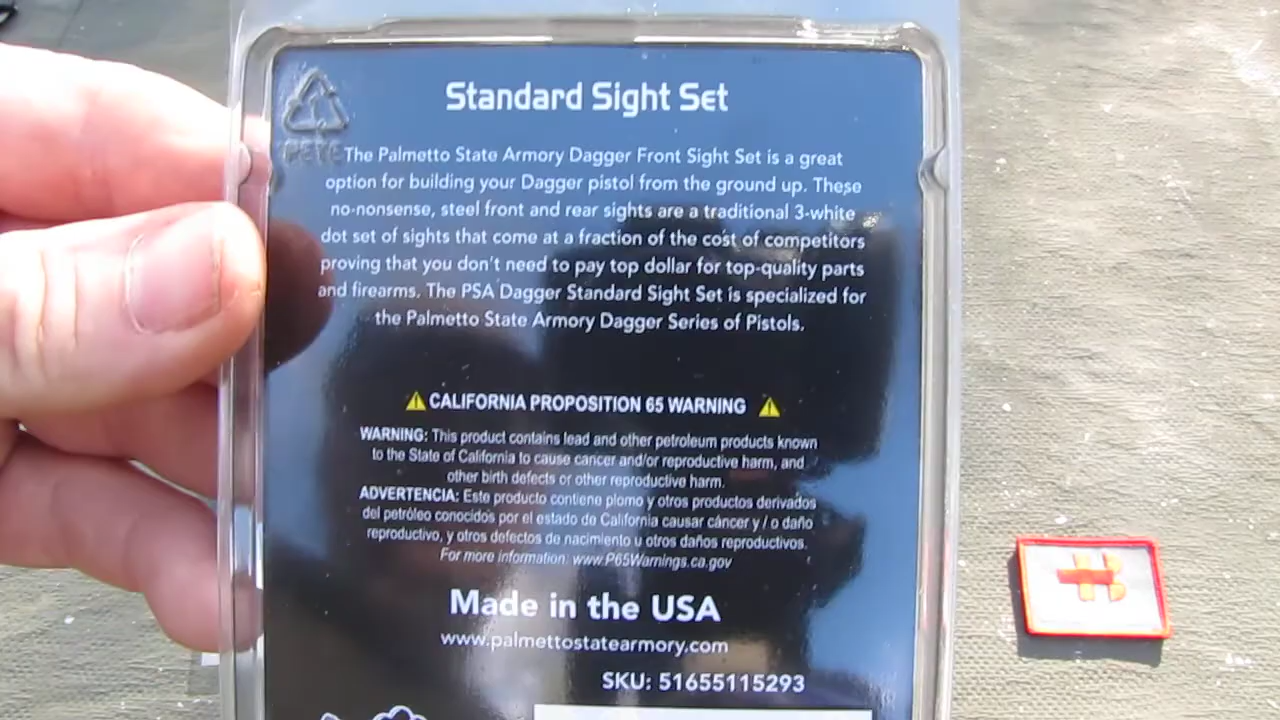 Standard Sight Set
PETE
The Palmetto State Armory Dagger Front Sight Set is a great
option for building your Dagger pistol from the ground up. These
no-nonsense, steel front and rear sights are a traditional 3-white
dot set of sights that come at a fraction of the cost of competitors
proving that you don't need to pay top dollar for top-quality parts
and firearms. The PSA Dagger Standard Sight Set is specialized for
the Palmetto State Armory Dagger Series of Pistols.
CALIFORNIA PROPOSITION 65 WARNING
WARNING: This product contains lead and other petroleum products known
to the State of California to cause cancer and/or reproductive harm, and
other birth defects or other reproductive harm.
ADVERTENCIA: Este producto contiene plomo y otros productos derivados
del petróleo conocidos por el estado de California causar cáncer y / o daño
reproductivo, y otros defectos de nacimiento u otros daños reproductivos.
For more information: www.P65Warnings.ca.gov
Made in the USA
www.palmettostatearmory.com
SKU: 51655115293